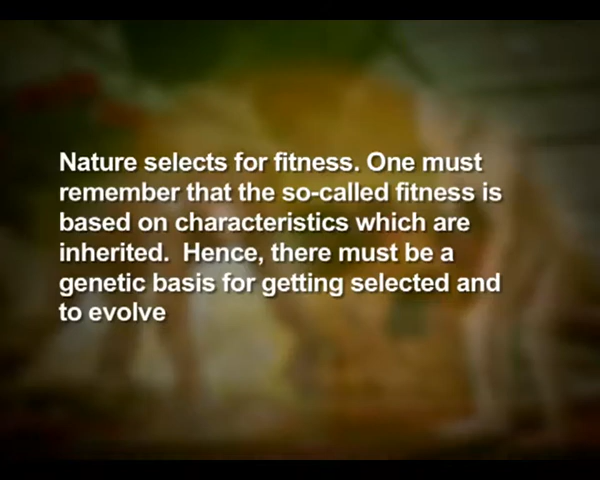 Nature selects for fitness. One must
remember that the so-called fitness is
based on characteristics which are
inherited.  Hence, there must be a
genetic basis for getting selected and
to evolve